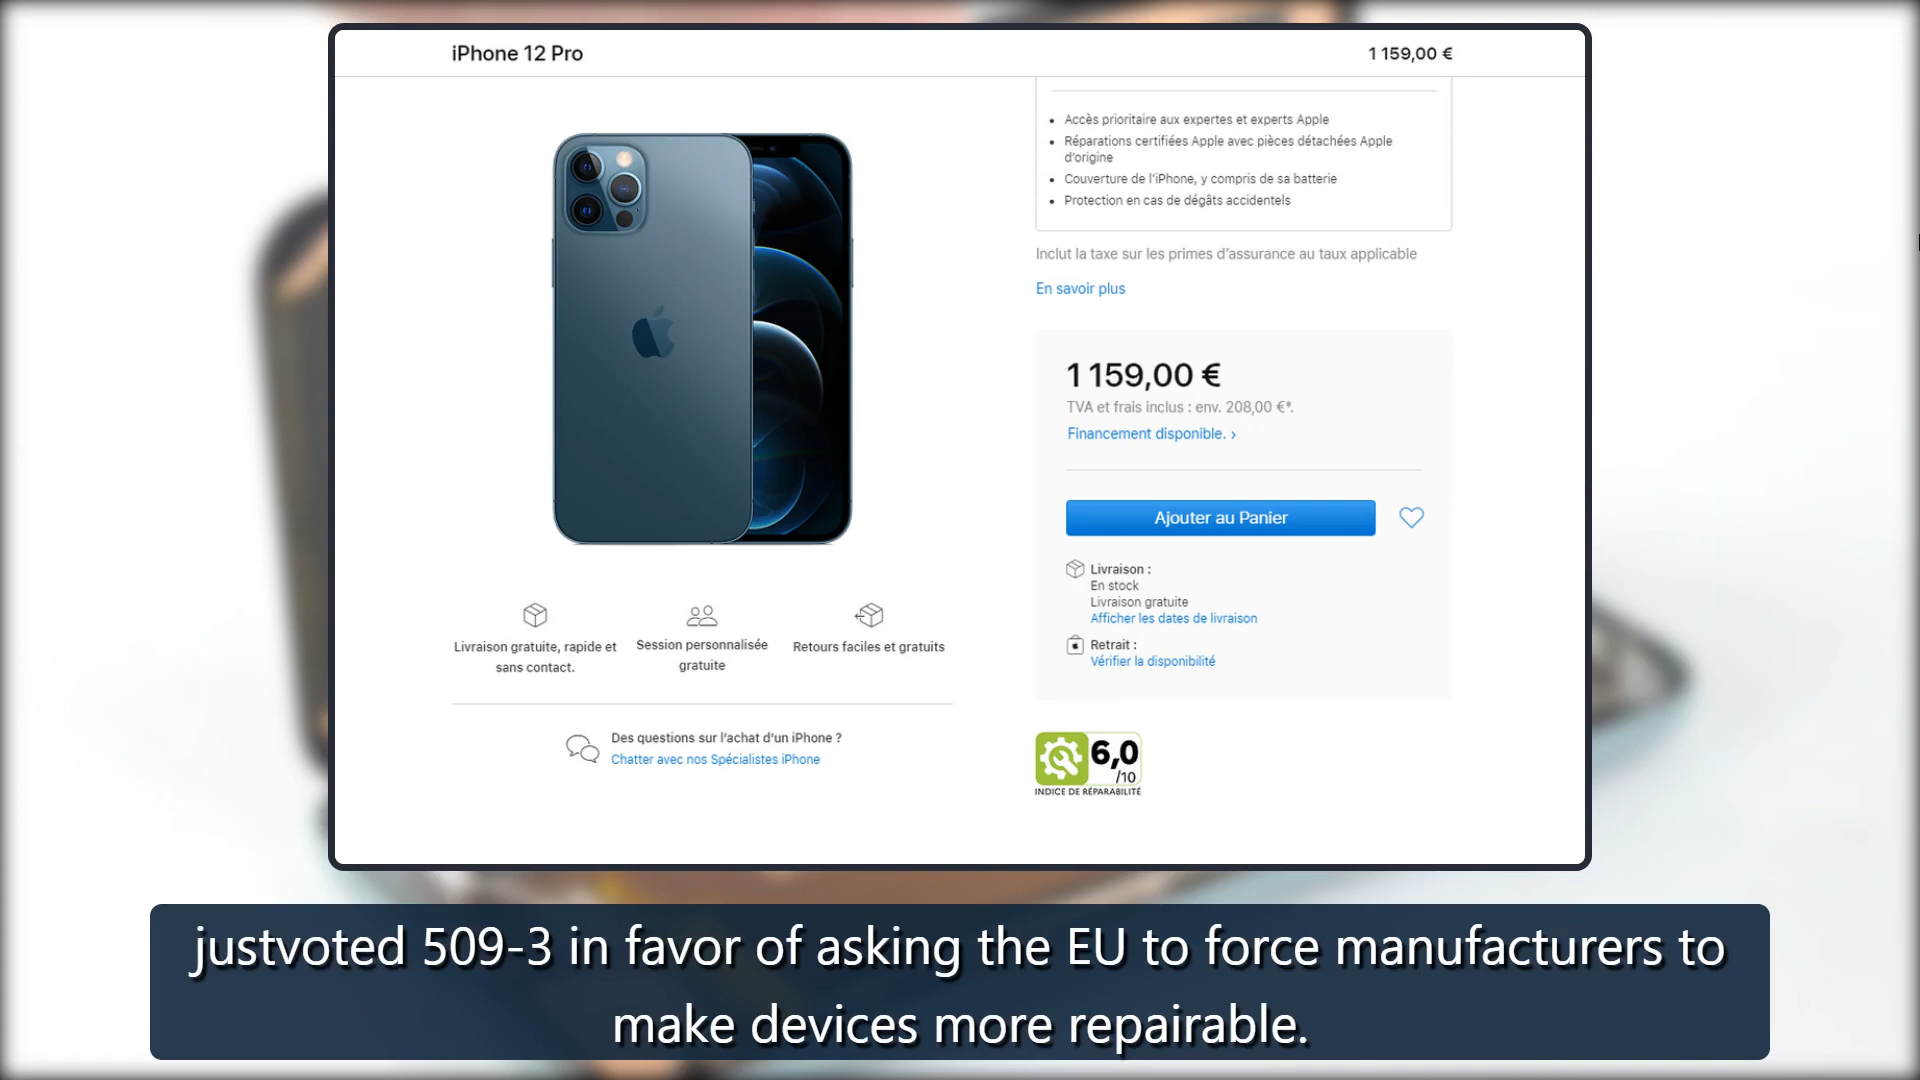 iPhone 12 Pro
1 159,00 €
Accès prioritaire aux expertes et experts Apple
Réparations certifiées Apple avec pièces détachées Apple
d'origine
Couverture de l'iPhone, y compris de sa batterie
Protection en cas de dégâts accidentels
Inclut la taxe sur les primes d'assurance au taux applicable
En savoir plus
1 159,00 €
TVA et frais inclus : env. 208,00 €*.
Financement disponible. ›
Ajouter au Panier
Livraison :
En stock
Livraison gratuite
Afficher les dates de livraison
Retrait :
Vérifier la disponibilité
Livraison gratuite, rapide et
sans contact.
Session personnalisée
gratuite
Retours faciles et gratuits
Des questions sur l'achat d'un iPhone ?
Chatter avec nos Spécialistes iPhone
6,0
/10
INDICE DE RÉPARABILITÉ
justvoted 509-3 in favor of asking the EU to force manufacturers to
make devices more repairable.